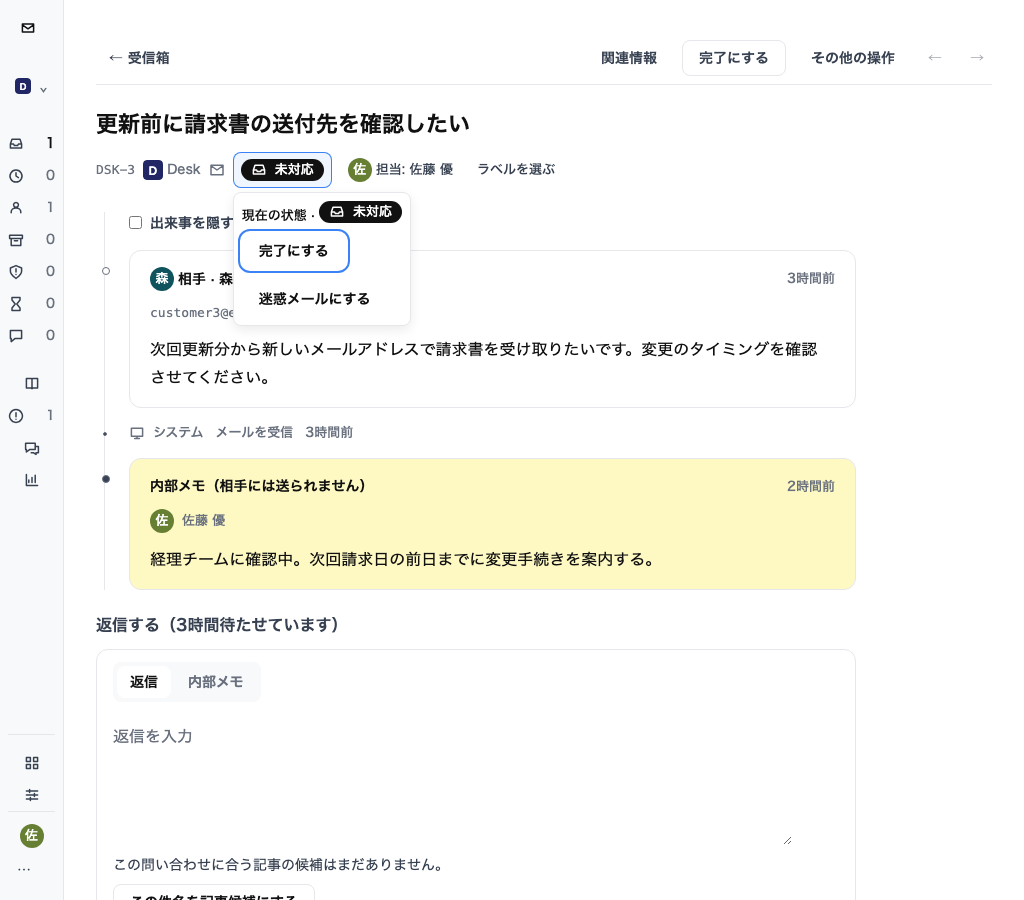 ← 受信箱
関連情報
完了にする
その他の操作
← →
D
1
0
1
0
0
0
0
1
佐
...
更新前に請求書の送付先を確認したい
DSK-3 D Desk 未対応 佐 担当: 佐藤 優 ラベルを選ぶ
現在の状態 · 未対応
完了にする
迷惑メールにする
出来事を隠す
森 相手 · 森 3時間前
customer3@e
次回更新分から新しいメールアドレスで請求書を受け取りたいです。変更のタイミングを確認
させてください。
システム メールを受信 3時間前
内部メモ（相手には送られません） 2時間前
佐 佐藤 優
経理チームに確認中。次回請求日の前日までに変更手続きを案内する。
返信する（3時間待たせています）
返信 内部メモ
返信を入力
この問い合わせに合う記事の候補はまだありません。
この件名を記事候補にする